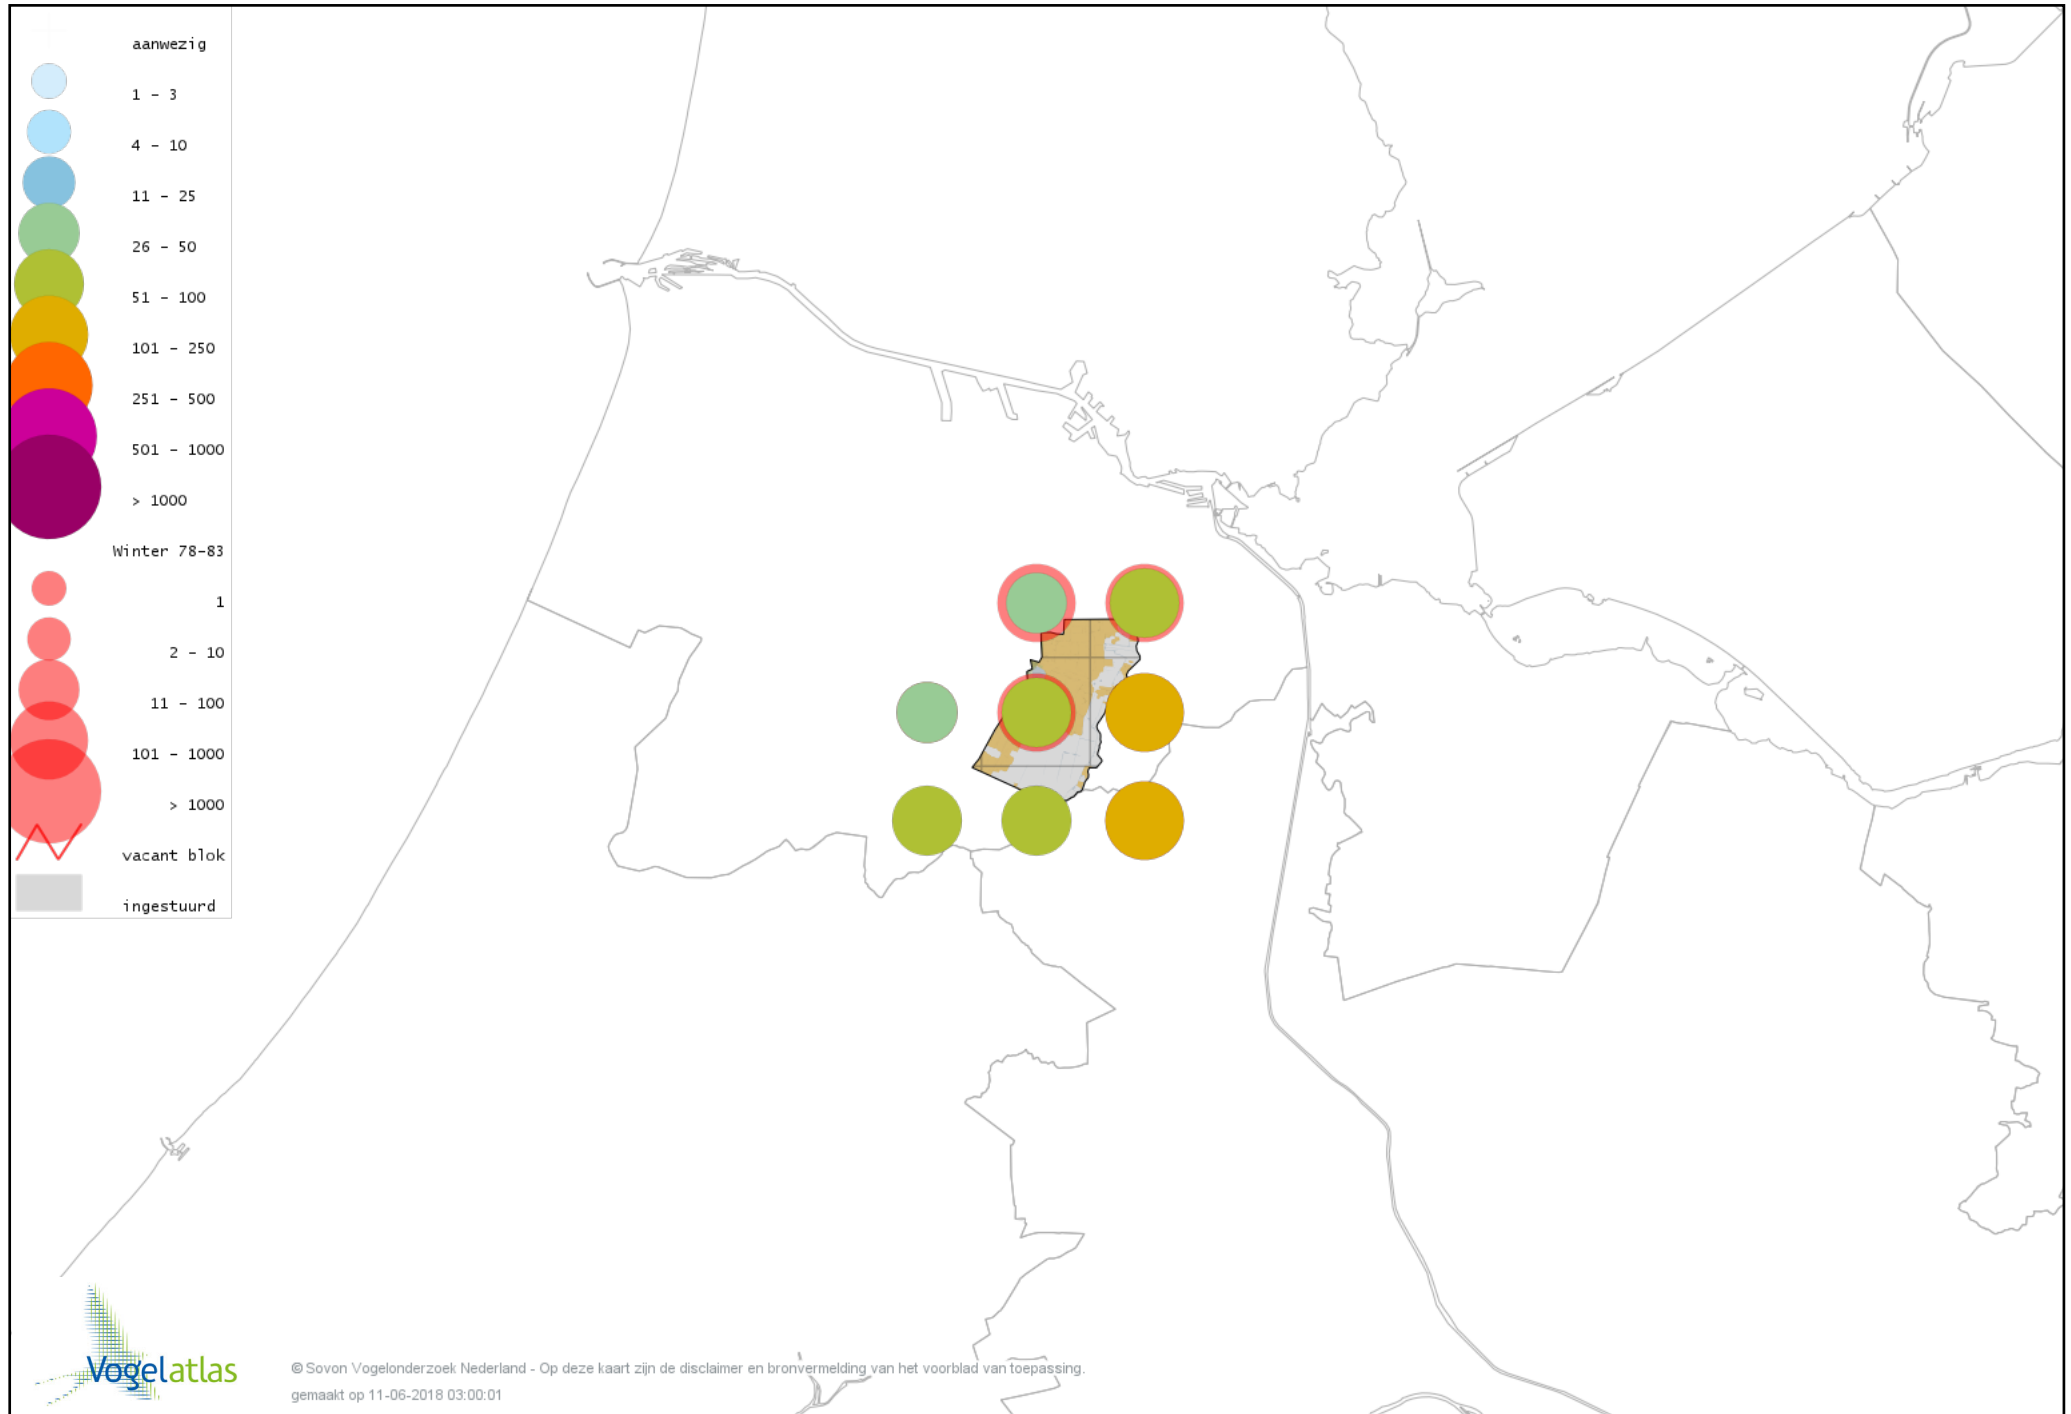 aanwezig
1 - 3
4 - 10
11 - 25
26 - 50
51 - 100
101 - 250
251 - 500
501 - 1000
> 1000
Winter 78-83
1
2 - 10
11 - 100
101 - 1000
> 1000
vacant blok
ingestuurd
Vogelatlas
© Sovon Vogelonderzoek Nederland - Op deze kaart zijn de disclaimer en bronvermelding van het voorblad van toepassing.
gemaakt op 11-06-2018 03:00:01